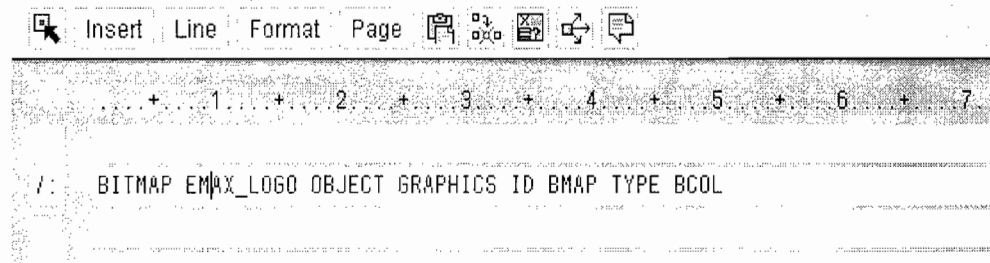 Insert Line Format Page
....+....1....+....2....+....3....+....4....+....5....+....6....+....7..
/: BITMAP EMAX_LOGO OBJECT GRAPHICS ID BMAP TYPE BCOL